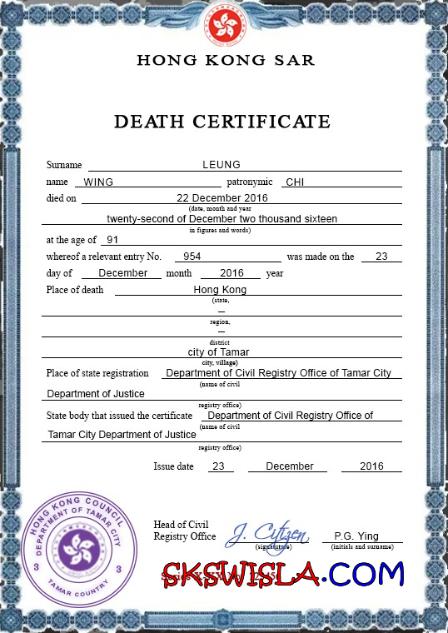 HONG KONG SAR
DEATH CERTIFICATE
Surname LEUNG
name WING patronymic CHI
died on 22 December 2016
(date, month and year
twenty-second of December two thousand sixteen
in figures and words)
at the age of 91
whereof a relevant entry No. 954 was made on the 23
day of December month 2016 year
Place of death Hong Kong
(state,
—
region,
—
district
city of Tamar
city, village)
Place of state registration Department of Civil Registry Office of Tamar City
(name of civil
Department of Justice
registry office)
State body that issued the certificate Department of Civil Registry Office of
(name of civil
Tamar City Department of Justice
registry office)
Issue date 23 December 2016
HONG KONG COUNCIL
DEPARTMENT OF TAMAR CITY
3 3
TAMAR COUNTRY
Head of Civil
Registry Office J. Citizen P.G. Ying
(signature) (initials and surname)
SKSWISLA.COM